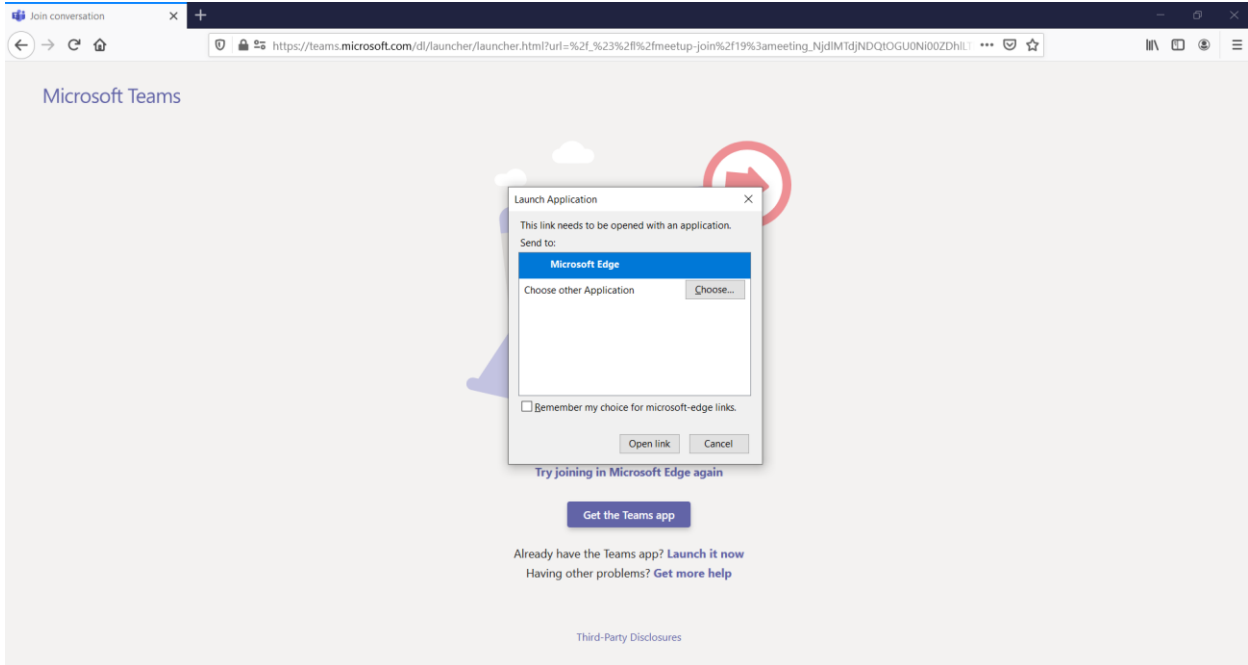 Join conversation
https://teams.microsoft.com/dl/launcher/launcher.html?url=%2f_%23%2fl%2fmeetup-join%2f19%3ameeting_
Microsoft Teams
Launch Application
This link needs to be opened with an application.
Send to:
Microsoft Edge
Choose other Application Choose...
Remember my choice for microsoft-edge links.
Open link Cancel
Try joining in Microsoft Edge again
Get the Teams app
Already have the Teams app? Launch it now
Having other problems? Get more help
Third-Party Disclosures